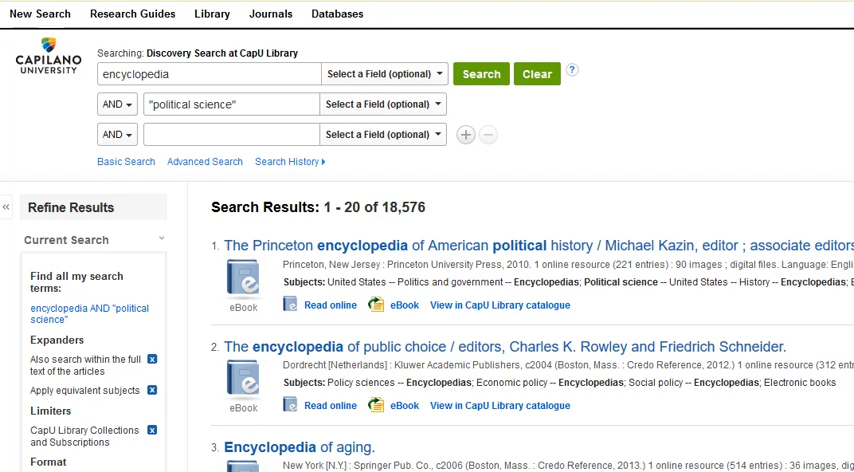 New Search Research Guides Library Journals Databases
CAPILANO
UNIVERSITY
Searching: Discovery Search at CapU Library
encyclopedia Select a Field (optional) Search Clear ?
AND "political science" Select a Field (optional)
AND Select a Field (optional)
Basic Search Advanced Search Search History
«
Refine Results
Current Search
Find all my search
terms:
encyclopedia AND "political
science"
Expanders
Also search within the full
text of the articles
Apply equivalent subjects
Limiters
CapU Library Collections
and Subscriptions
Format
Search Results: 1 - 20 of 18,576
1. The Princeton encyclopedia of American political history / Michael Kazin, editor ; associate editors
Princeton, New Jersey : Princeton University Press, 2010. 1 online resource (221 entries) : 90 images ; digital files. Language: Engli
Subjects: United States -- Politics and government -- Encyclopedias; Political science -- United States -- History -- Encyclopedias;
eBook
Read online eBook View in CapU Library catalogue
2. The encyclopedia of public choice / editors, Charles K. Rowley and Friedrich Schneider.
Dordrecht [Netherlands] : Kluwer Academic Publishers, c2004 (Boston, Mass. : Credo Reference, 2012.) 1 online resource (312 entr
Subjects: Policy sciences -- Encyclopedias; Economic policy -- Encyclopedias; Social policy -- Encyclopedias; Electronic books
eBook
Read online eBook View in CapU Library catalogue
3. Encyclopedia of aging.
New York [N.Y.] : Springer Pub. Co., c2006 (Boston, Mass. : Credo Reference, 2013.) 1 online resource (514 entries) : 36 images, dig